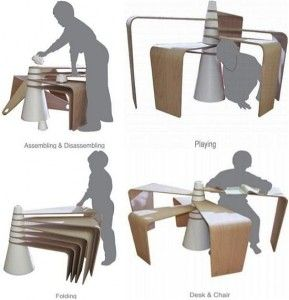 Assembling & Disassembling
Playing
Folding
Desk & Chair